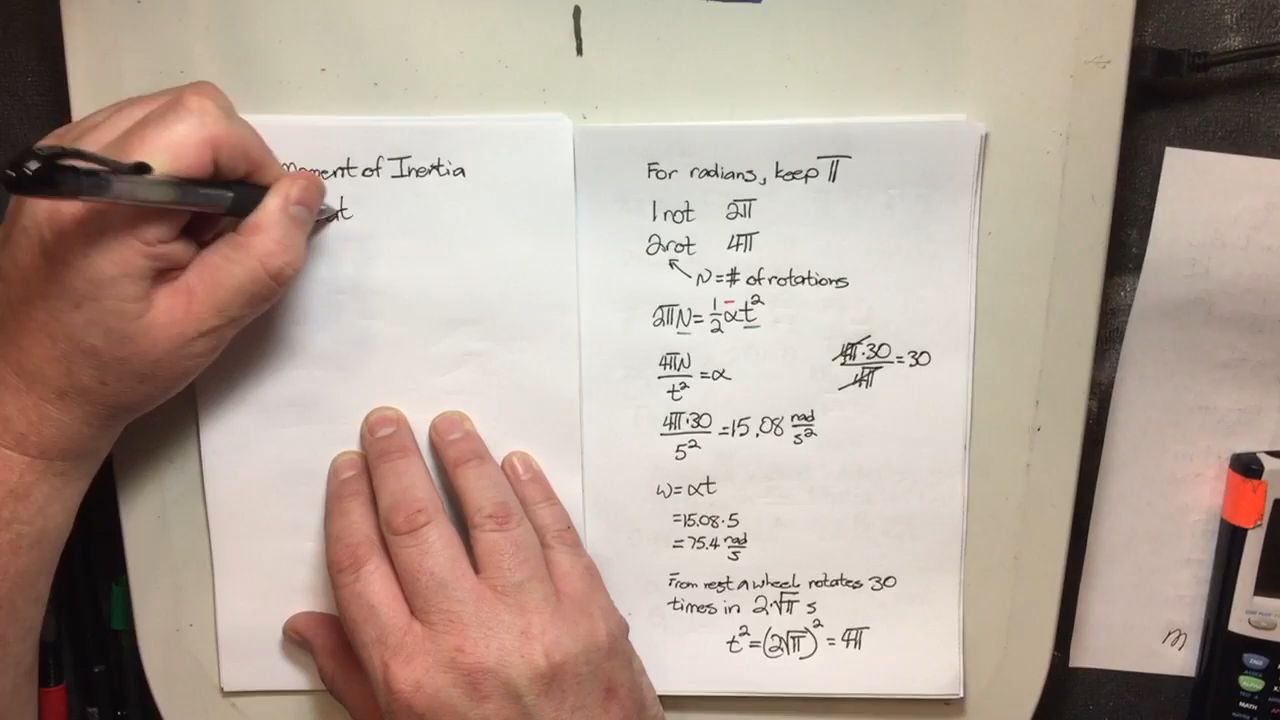 Moment of Inertia
For radians, keep π
1 rot 2π
2 rot 4π
N = # of rotations
2πN = 1/2 αt²
4πN/t² = α
4π·30/4π = 30
4π·30/5² = 15.08 rad/s²
ω = αt
= 15.08·5
= 75.4 rad/s
From rest a wheel rotates 30
times in 2·√π s
t² = (2√π)² = 4π
m